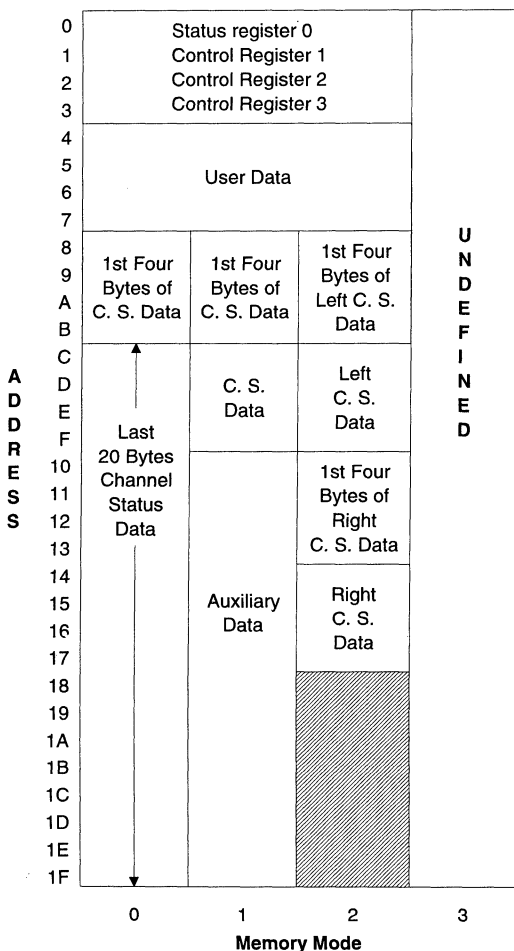 0
1
2
3
4
5
6
7
8
9
A
B
C
D
E
F
10
11
12
13
14
15
16
17
18
19
1A
1B
1C
1D
1E
1F
ADDRESS
Status register 0
Control Register 1
Control Register 2
Control Register 3
User Data
1st Four
Bytes of
C. S. Data
1st Four
Bytes of
C. S. Data
1st Four
Bytes of
Left C. S.
Data
Last
20 Bytes
Channel
Status
Data
C. S.
Data
Left
C. S.
Data
1st Four
Bytes of
Right
C. S. Data
Auxiliary
Data
Right
C. S.
Data
UNDEFINED
0 1 2 3
Memory Mode